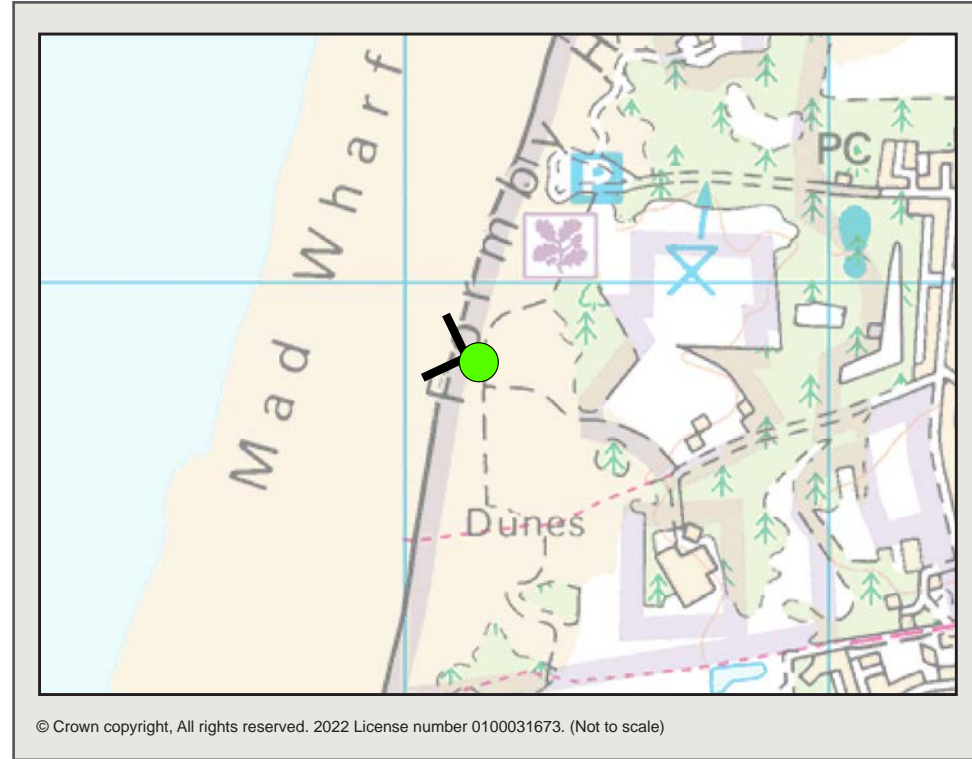 Mad Wharf
Formby H
P
PC
Dunes
© Crown copyright, All rights reserved. 2022 License number 0100031673. (Not to scale)